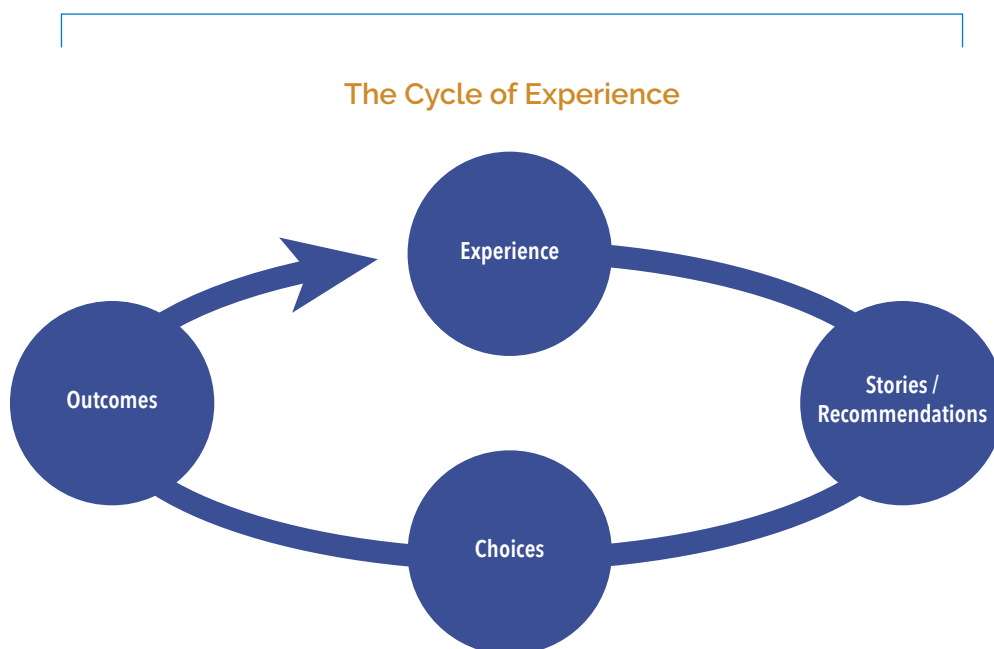 The Cycle of Experience
Experience
Stories /
Recommendations
Outcomes
Choices